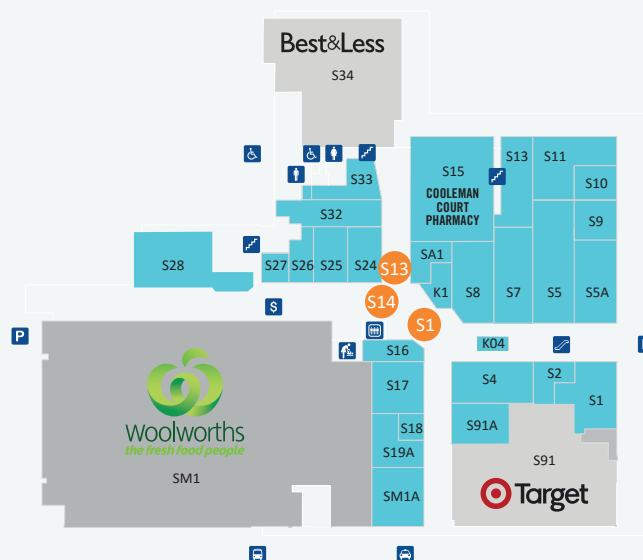 Best&Less
S34
S33
S32
S28
S27
S26
S25
S24
S15
COOLEMAN
COURT
PHARMACY
S13
S11
S10
S9
SA1
K1
S8
S7
S5
S5A
S13
S14
S1
$
P
K04
S16
S17
S18
S19A
SM1A
Woolworths
the fresh food people
SM1
S4
S2
S1
S91A
S91
Target